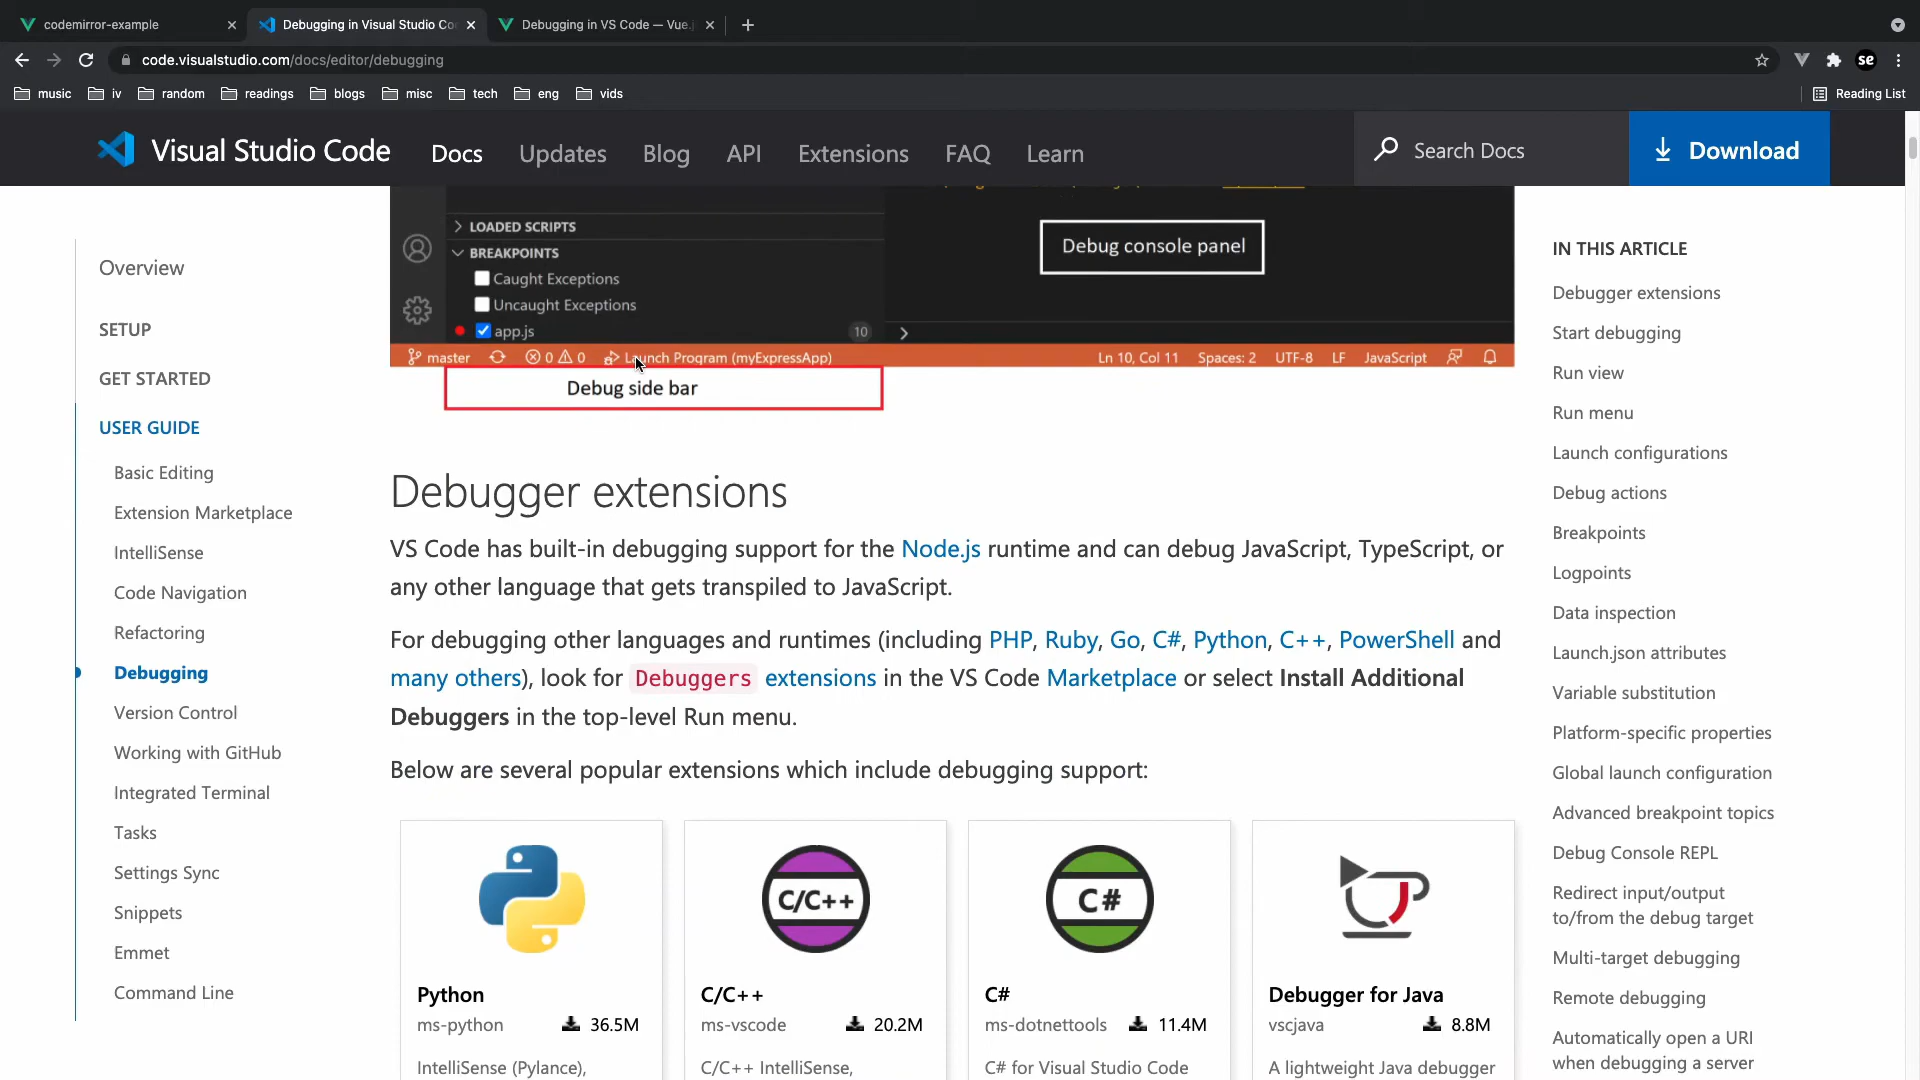 codemirror-example
Debugging in Visual Studio Co
Debugging in VS Code — Vue.j
code.visualstudio.com/docs/editor/debugging
se
music
iv
random
readings
blogs
misc
tech
eng
vids
Reading List
Visual Studio Code
Docs
Updates
Blog
API
Extensions
FAQ
Learn
Search Docs
Download
Overview
SETUP
GET STARTED
USER GUIDE
Basic Editing
Extension Marketplace
IntelliSense
Code Navigation
Refactoring
Debugging
Version Control
Working with GitHub
Integrated Terminal
Tasks
Settings Sync
Snippets
Emmet
Command Line
LOADED SCRIPTS
BREAKPOINTS
Caught Exceptions
Uncaught Exceptions
app.js
10
Debug console panel
master
0
0
Launch Program (myExpressApp)
Ln 10, Col 11
Spaces: 2
UTF-8
LF
JavaScript
Debug side bar
Debugger extensions
VS Code has built-in debugging support for the Node.js runtime and can debug JavaScript, TypeScript, or
any other language that gets transpiled to JavaScript.
For debugging other languages and runtimes (including PHP, Ruby, Go, C#, Python, C++, PowerShell and
many others), look for Debuggers extensions in the VS Code Marketplace or select Install Additional
Debuggers in the top-level Run menu.
Below are several popular extensions which include debugging support:
Python
ms-python
36.5M
IntelliSense (Pylance),
C/C++
C/C++
ms-vscode
20.2M
C/C++ IntelliSense,
C#
C#
ms-dotnettools
11.4M
C# for Visual Studio Code
Debugger for Java
vscjava
8.8M
A lightweight Java debugger
IN THIS ARTICLE
Debugger extensions
Start debugging
Run view
Run menu
Launch configurations
Debug actions
Breakpoints
Logpoints
Data inspection
Launch.json attributes
Variable substitution
Platform-specific properties
Global launch configuration
Advanced breakpoint topics
Debug Console REPL
Redirect input/output
to/from the debug target
Multi-target debugging
Remote debugging
Automatically open a URI
when debugging a server